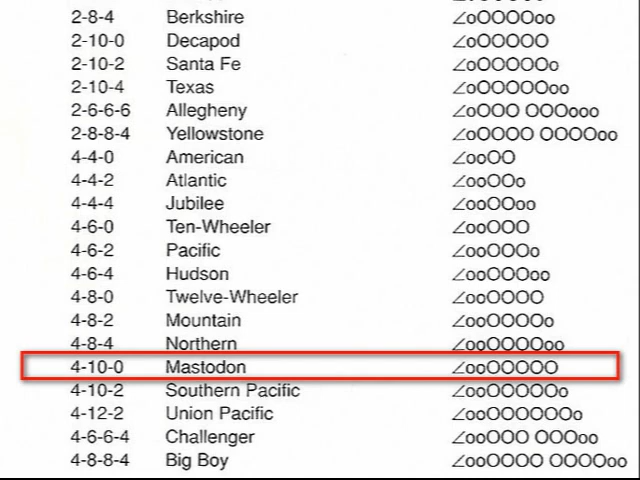 2-8-4 Berkshire ∠oOOOOoo
2-10-0 Decapod ∠oOOOOO
2-10-2 Santa Fe ∠oOOOOOo
2-10-4 Texas ∠oOOOOOoo
2-6-6-6 Allegheny ∠oOOO OOOooo
2-8-8-4 Yellowstone ∠oOOOO OOOOoo
4-4-0 American ∠ooOO
4-4-2 Atlantic ∠ooOOo
4-4-4 Jubilee ∠ooOOoo
4-6-0 Ten-Wheeler ∠ooOOO
4-6-2 Pacific ∠ooOOOo
4-6-4 Hudson ∠ooOOOoo
4-8-0 Twelve-Wheeler ∠ooOOOO
4-8-2 Mountain ∠ooOOOOo
4-8-4 Northern ∠ooOOOOoo
4-10-0 Mastodon ∠ooOOOOO
4-10-2 Southern Pacific ∠ooOOOOOo
4-12-2 Union Pacific ∠ooOOOOOOo
4-6-6-4 Challenger ∠ooOOO OOOoo
4-8-8-4 Big Boy ∠ooOOOO OOOOoo